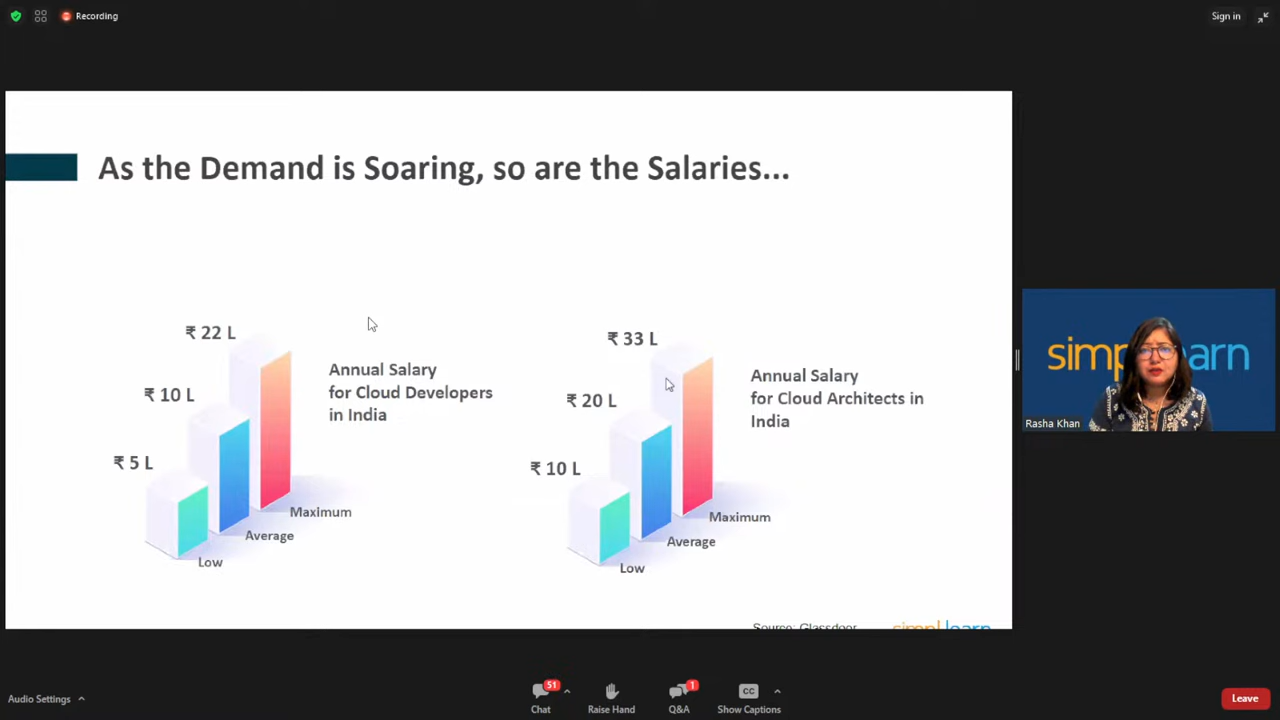 Recording
Sign in
As the Demand is Soaring, so are the Salaries...
₹ 22 L
₹ 10 L
₹ 5 L
Annual Salary
for Cloud Developers
in India
Maximum
Average
Low
₹ 33 L
₹ 20 L
₹ 10 L
Annual Salary
for Cloud Architects in
India
Maximum
Average
Low
Source: Glassdoor
simplilearn
Rasha Khan
Audio Settings
51
Chat
Raise Hand
1
Q&A
CC
Show Captions
Leave